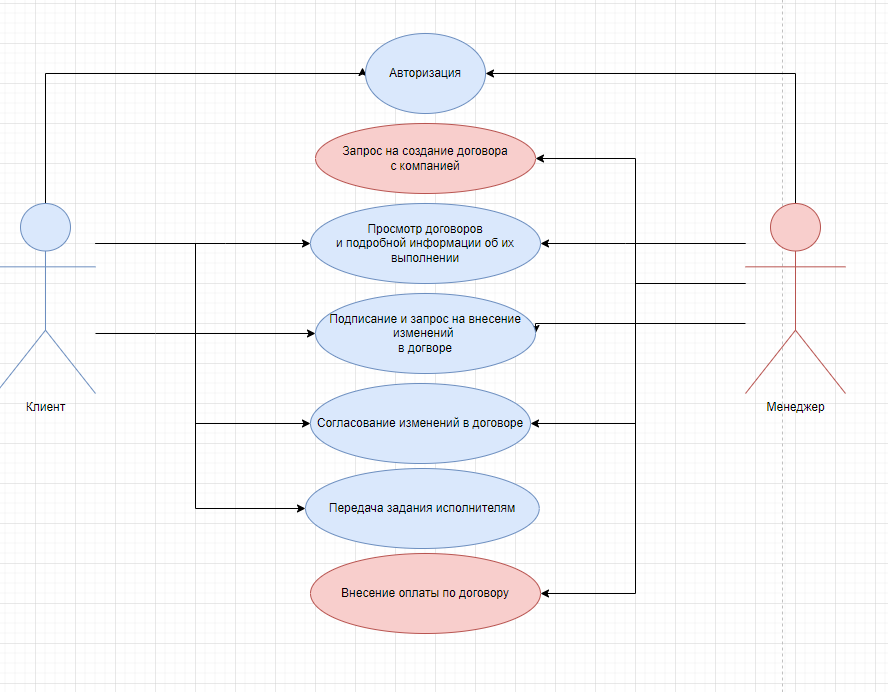 Авторизация
Запрос на создание договора
с компанией
Просмотр договоров
и подробной информации об их
выполнении
Подписание и запрос на внесение
изменений
в догворе
Согласование изменений в договоре
Передача задания исполнителям
Внесение оплаты по договору
Клиент
Менеджер